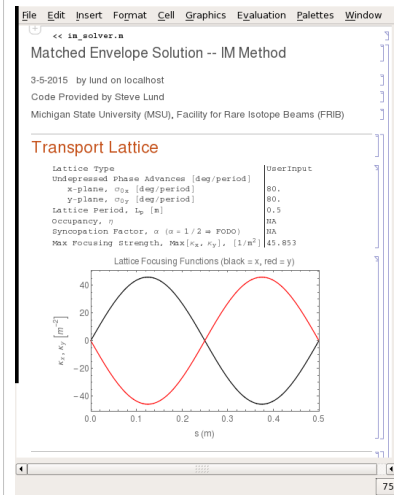 File Edit Insert Format Cell Graphics Evaluation Palettes Window
<< im_solver.m
Matched Envelope Solution -- IM Method
3-5-2015 by lund on localhost
Code Provided by Steve Lund
Michigan State University (MSU), Facility for Rare Isotope Beams (FRIB)
Transport Lattice
Lattice Type UserInput
Undepressed Phase Advances [deg/period]
x-plane, σ₀ₓ [deg/period] 80.
y-plane, σ₀y [deg/period] 80.
Lattice Period, Lp [m] 0.5
Occupancy, η NA
Syncopation Factor, α (α = 1/2 ⇒ FODO) NA
Max Focusing Strength, Max[κx, κy], [1/m²] 45.853
Lattice Focusing Functions (black = x, red = y)
κx, κy [m⁻²]
40
20
0
-20
-40
0.0 0.1 0.2 0.3 0.4 0.5
s (m)
75